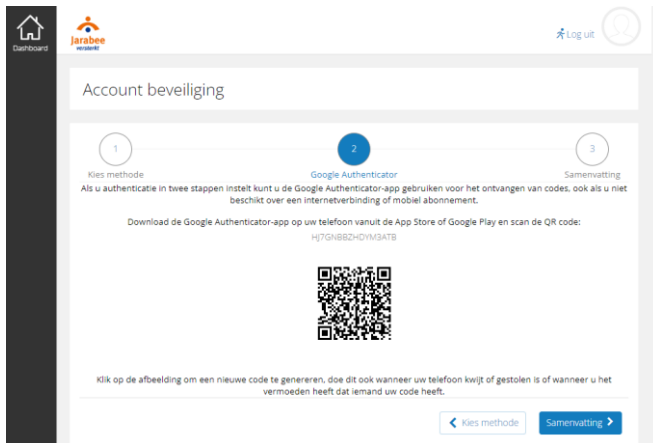 Dashboard
Jarabee
versterkt
Log uit
Account beveiliging
1
2
3
Kies methode
Google Authenticator
Samenvatting
Als u authenticatie in twee stappen instelt kunt u de Google Authenticator-app gebruiken voor het ontvangen van codes, ook als u niet
beschikt over een internetverbinding of mobiel abonnement.
Download de Google Authenticator-app op uw telefoon vanuit de App Store of Google Play en scan de QR code:
HJ7GNBBZHDYM3ATB
Klik op de afbeelding om een nieuwe code te genereren, doe dit ook wanneer uw telefoon kwijt of gestolen is of wanneer u het
vermoeden heeft dat iemand uw code heeft.
Kies methode
Samenvatting